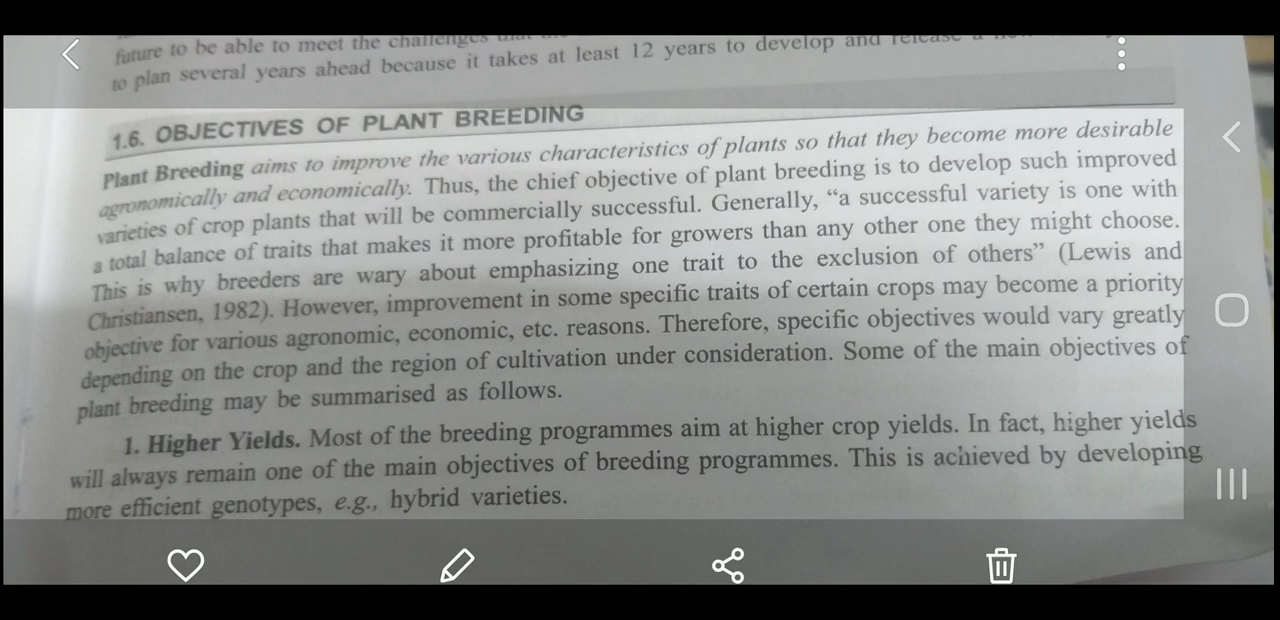 future to be able to meet the challenges
to plan several years ahead because it takes at least 12 years to develop and release a
1.6. OBJECTIVES OF PLANT BREEDING
Plant Breeding aims to improve the various characteristics of plants so that they become more desirable
agronomically and economically. Thus, the chief objective of plant breeding is to develop such improved
varieties of crop plants that will be commercially successful. Generally, “a successful variety is one with
a total balance of traits that makes it more profitable for growers than any other one they might choose.
This is why breeders are wary about emphasizing one trait to the exclusion of others” (Lewis and
Christiansen, 1982). However, improvement in some specific traits of certain crops may become a priority
objective for various agronomic, economic, etc. reasons. Therefore, specific objectives would vary greatly
depending on the crop and the region of cultivation under consideration. Some of the main objectives of
plant breeding may be summarised as follows.
1. Higher Yields. Most of the breeding programmes aim at higher crop yields. In fact, higher yields
will always remain one of the main objectives of breeding programmes. This is achieved by developing
more efficient genotypes, e.g., hybrid varieties.